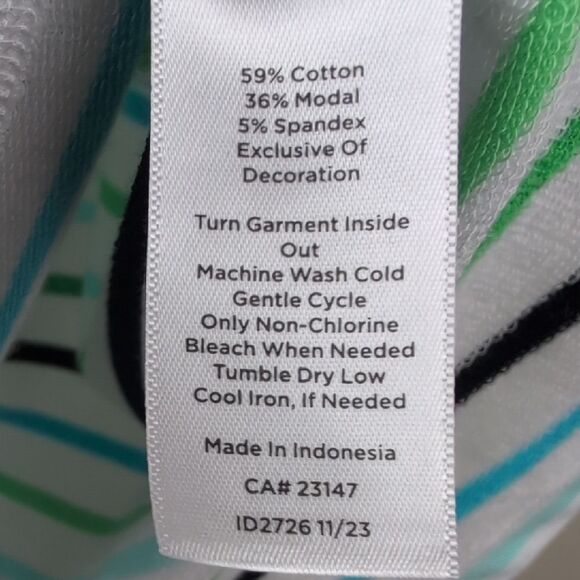 59% Cotton
36% Modal
5% Spandex
Exclusive Of
Decoration
Turn Garment Inside
Out
Machine Wash Cold
Gentle Cycle
Only Non-Chlorine
Bleach When Needed
Tumble Dry Low
Cool Iron, If Needed
Made In Indonesia
CA# 23147
ID2726 11/23